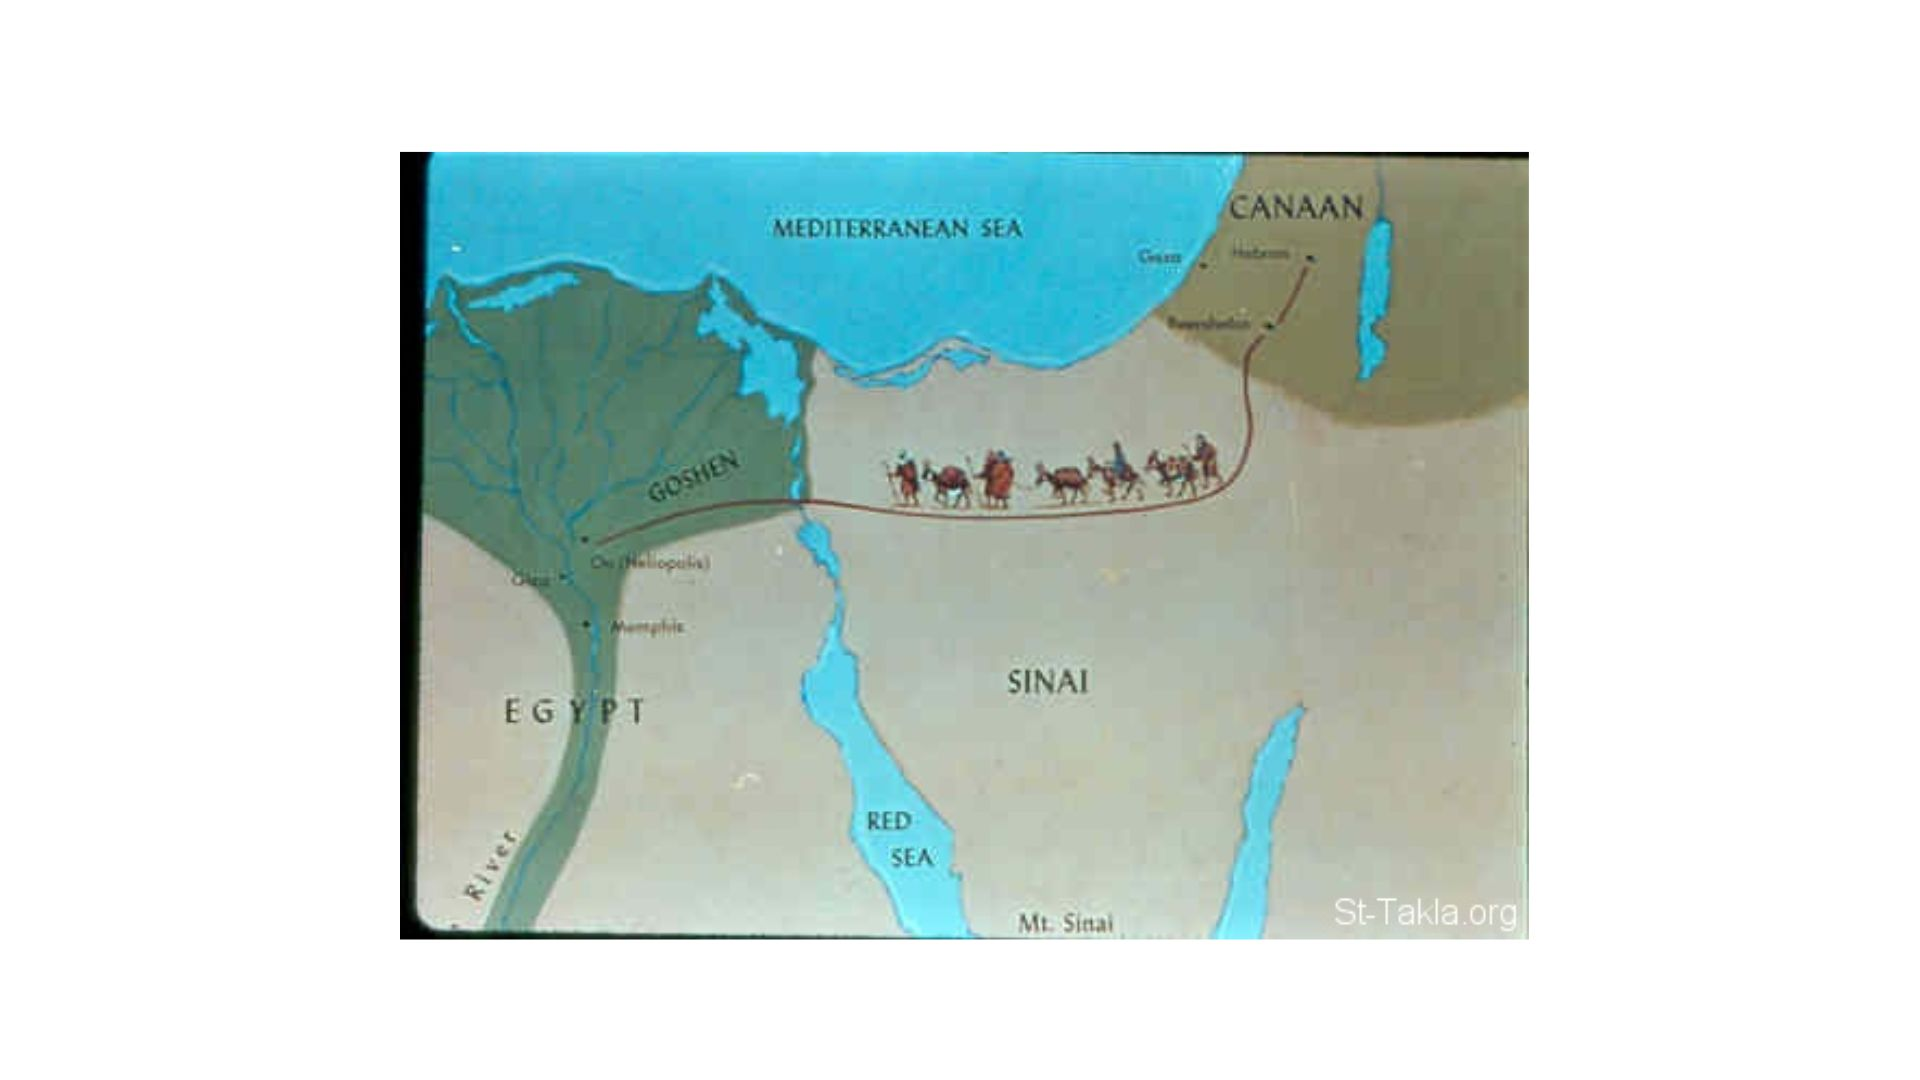 MEDITERRANEAN SEA
CANAAN
Gaza
Hebron
Beersheba
GOSHEN
On (Heliopolis)
Giza
Memphis
EGYPT
SINAI
River
RED
SEA
Mt. Sinai
St-Takla.org